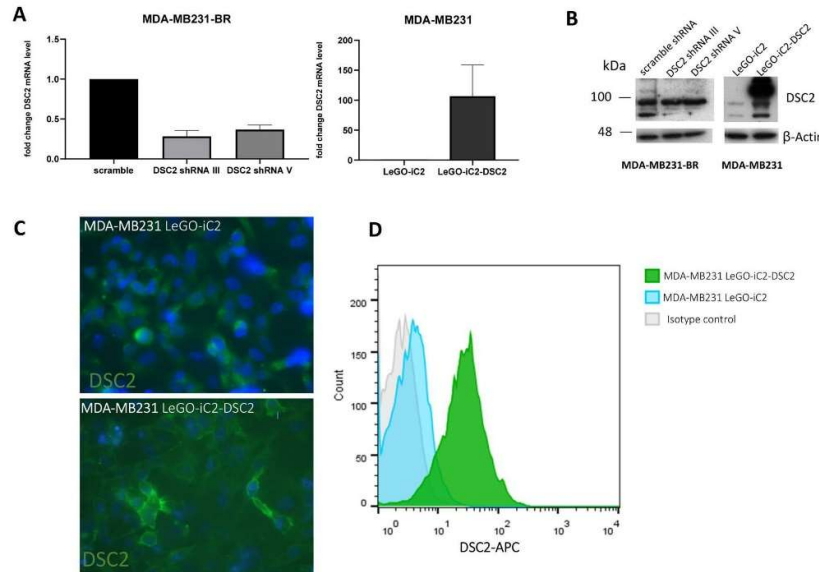 A
MDA-MB231-BR
fold change DSC2 mRNA level
1.5
1.0
0.5
0.0
scramble
DSC2 shRNA III
DSC2 shRNA V
MDA-MB231
fold change DSC2 mRNA level
200
150
100
50
0
LeGO-iC2
LeGO-iC2-DSC2
B
kDa
scramble shRNA
DSC2 shRNA III
DSC2 shRNA V
LeGO-iC2
LeGO-iC2-DSC2
100
48
DSC2
β-Actin
MDA-MB231-BR
MDA-MB231
C
MDA-MB231 LeGO-iC2
DSC2
MDA-MB231 LeGO-iC2-DSC2
DSC2
D
Count
200
150
100
50
0
10⁰
10¹
10²
10³
10⁴
DSC2-APC
MDA-MB231 LeGO-iC2-DSC2
MDA-MB231 LeGO-iC2
Isotype control